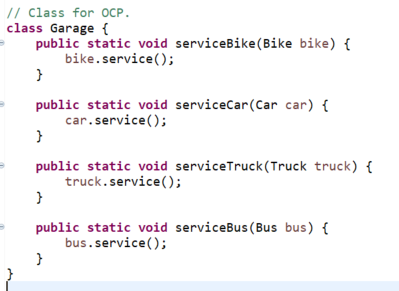 // Class for OCP.
class Garage {
    public static void serviceBike(Bike bike) {
        bike.service();
    }

    public static void serviceCar(Car car) {
        car.service();
    }

    public static void serviceTruck(Truck truck) {
        truck.service();
    }

    public static void serviceBus(Bus bus) {
        bus.service();
    }
}